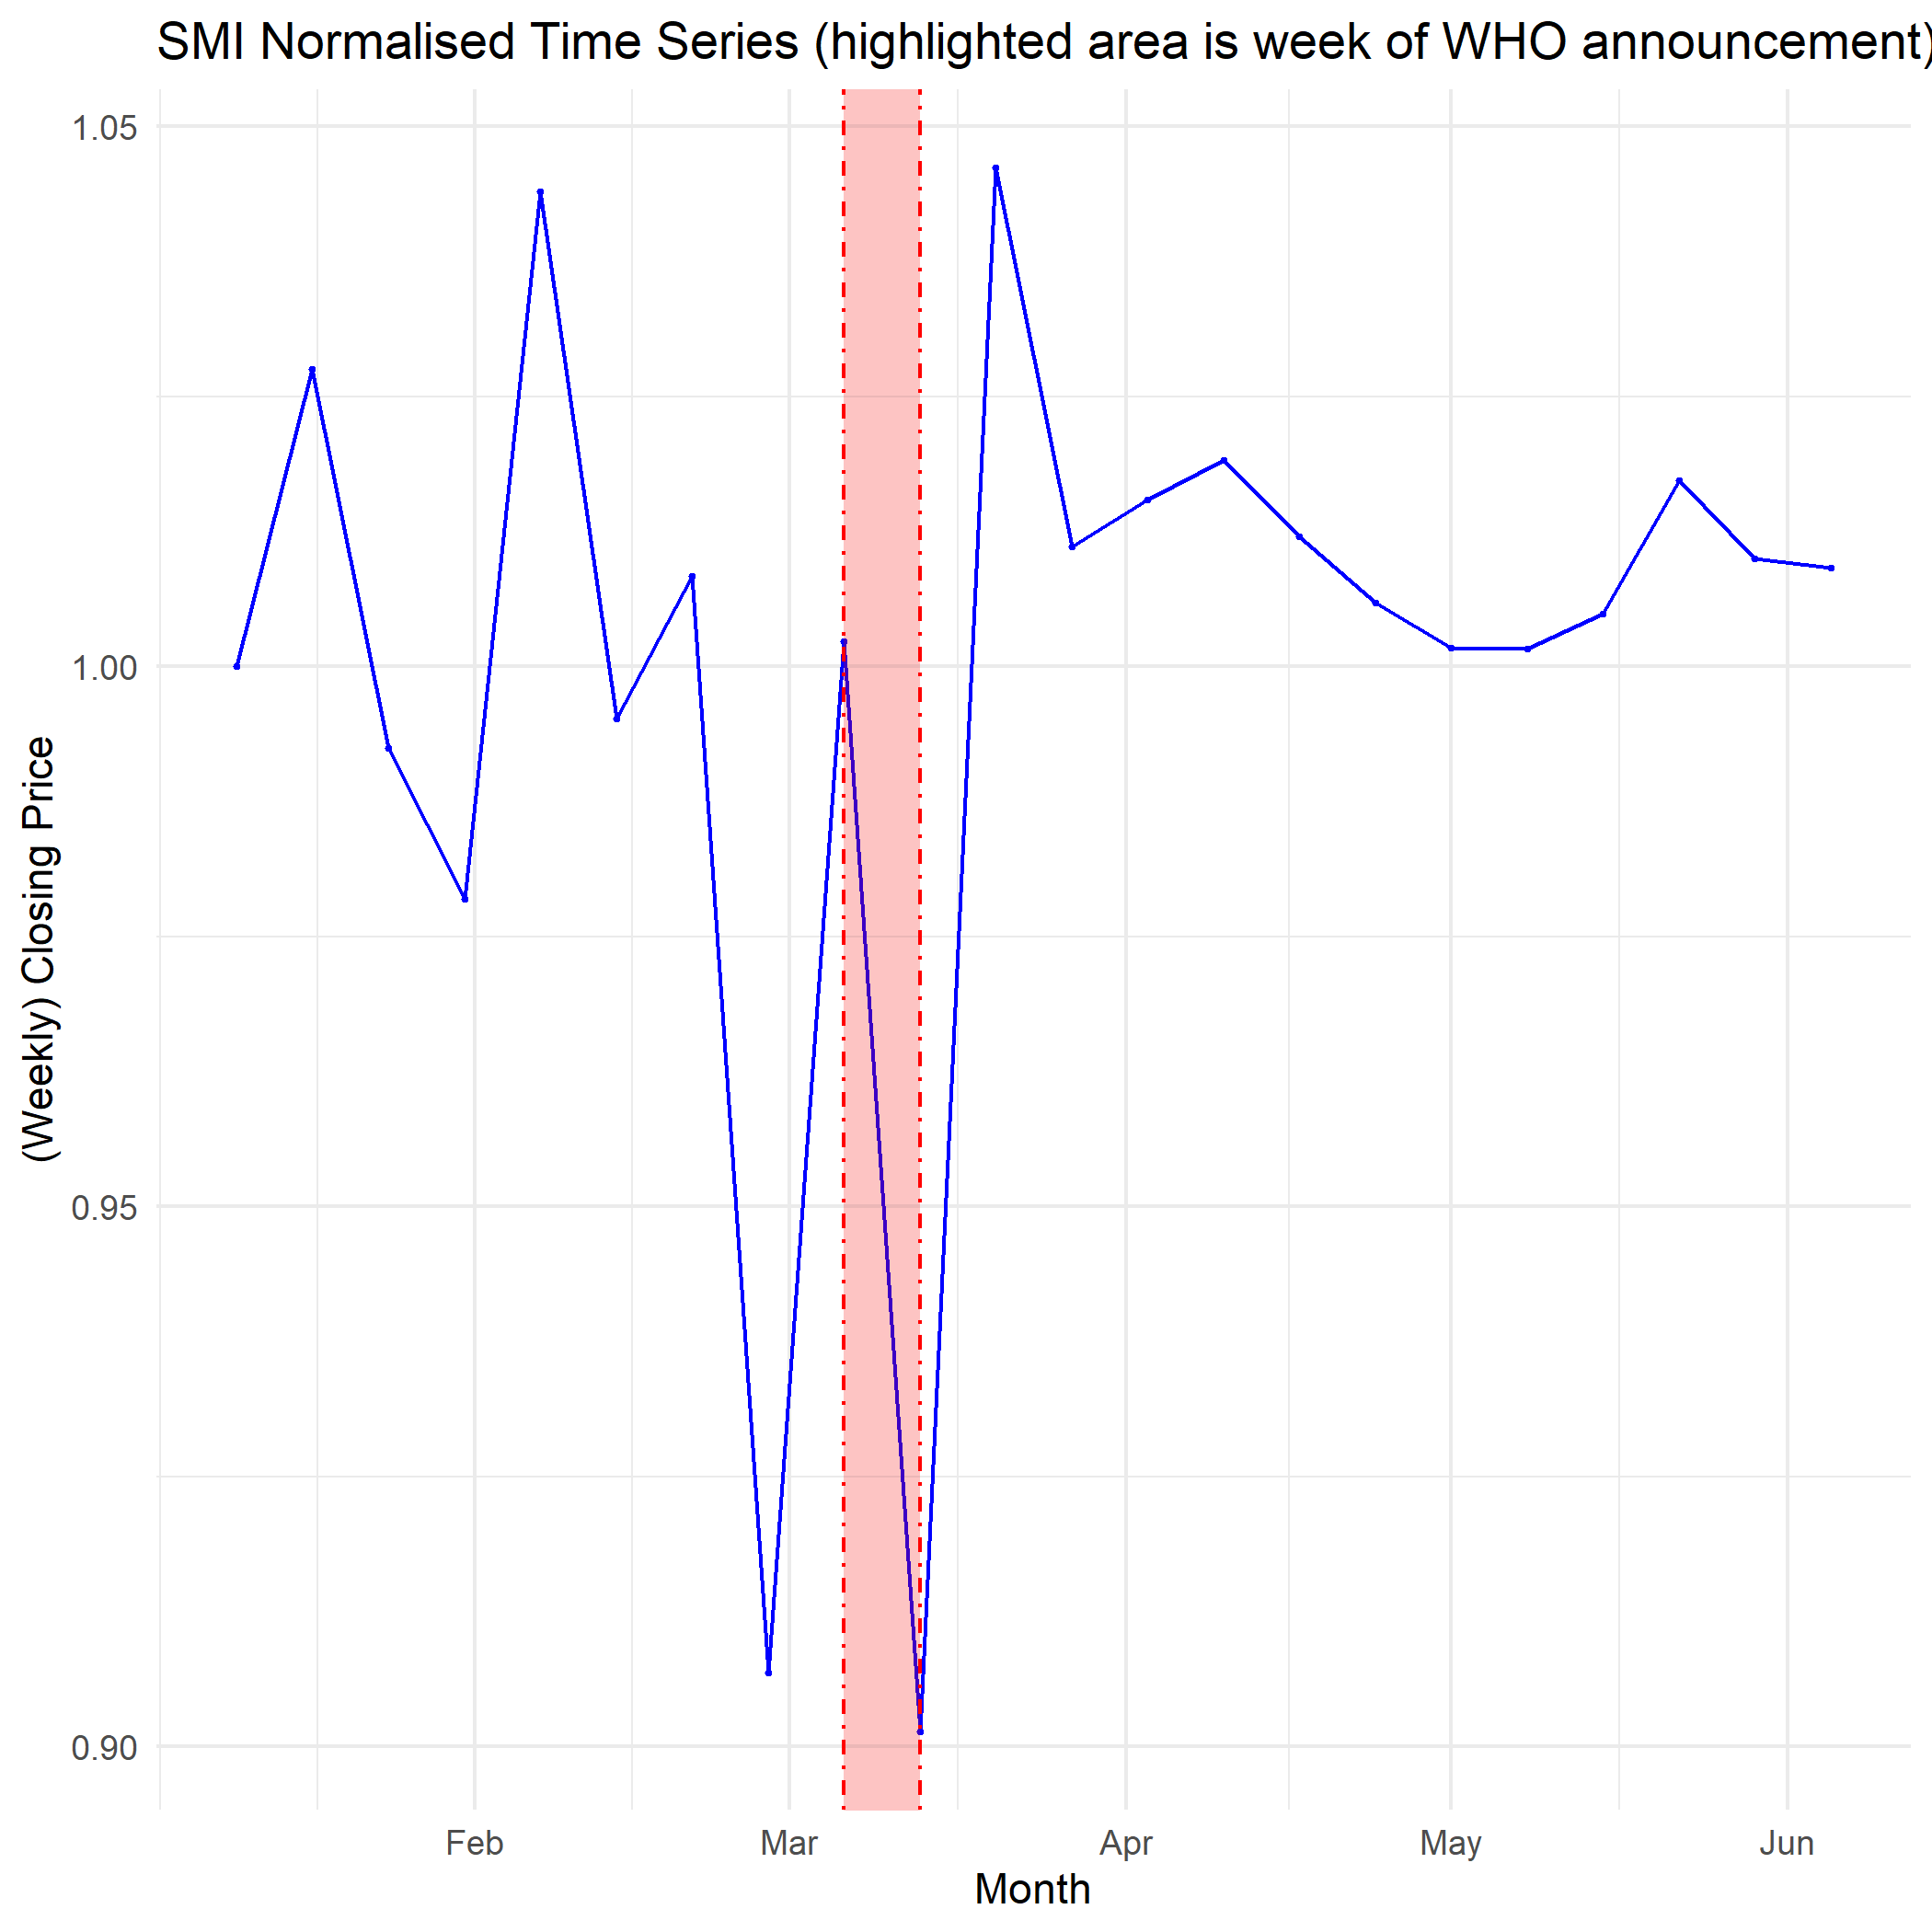 SMI Normalised Time Series (highlighted area is week of WHO announcement)
1.05
1.00
0.95
0.90
(Weekly) Closing Price
Feb
Mar
Apr
May
Jun
Month